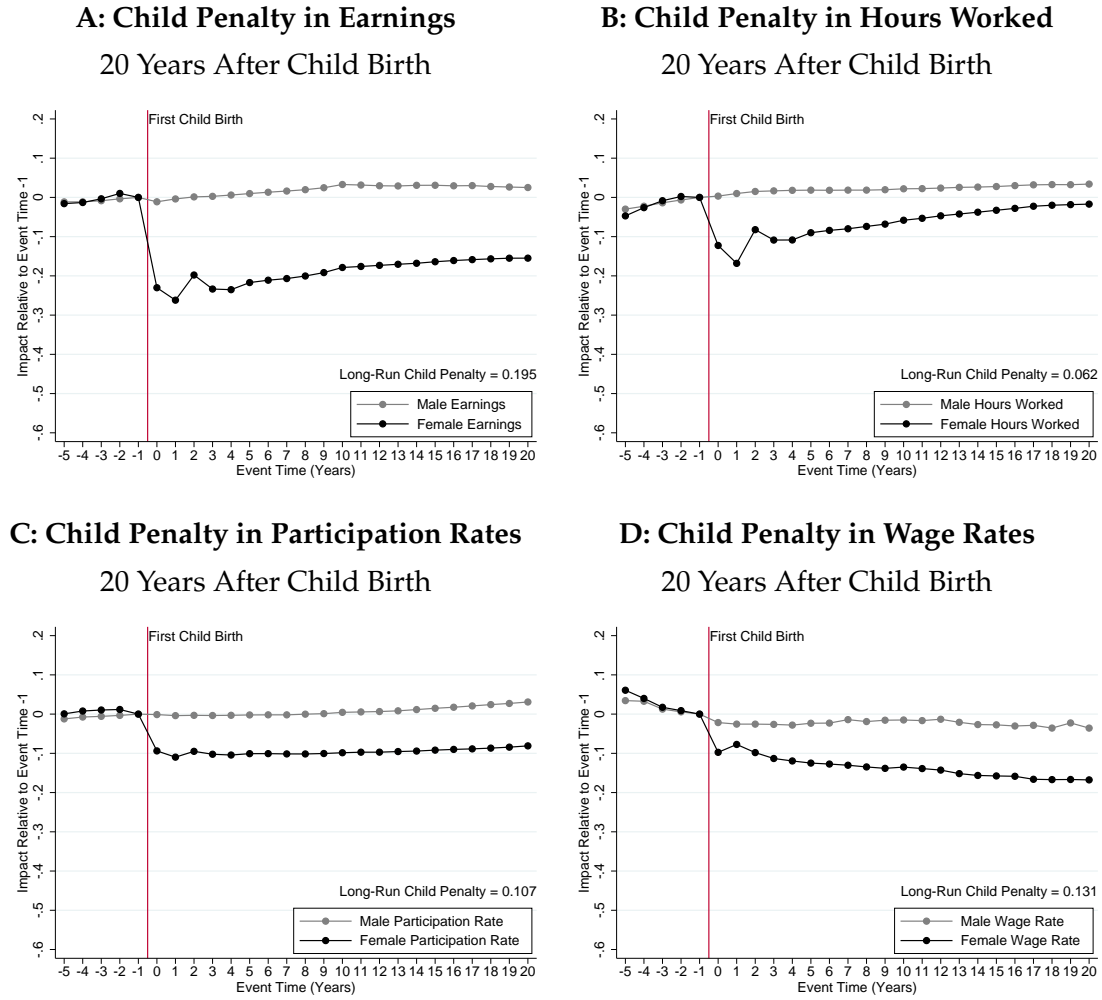 A: Child Penalty in Earnings
20 Years After Child Birth
.2
.1
0
-.1
-.2
-.3
-.4
-.5
-.6
Impact Relative to Event Time -1
First Child Birth
Long-Run Child Penalty = 0.195
Male Earnings
Female Earnings
-5 -4 -3 -2 -1 0 1 2 3 4 5 6 7 8 9 10 11 12 13 14 15 16 17 18 19 20
Event Time (Years)
B: Child Penalty in Hours Worked
20 Years After Child Birth
.2
.1
0
-.1
-.2
-.3
-.4
-.5
-.6
Impact Relative to Event Time -1
First Child Birth
Long-Run Child Penalty = 0.062
Male Hours Worked
Female Hours Worked
-5 -4 -3 -2 -1 0 1 2 3 4 5 6 7 8 9 10 11 12 13 14 15 16 17 18 19 20
Event Time (Years)
C: Child Penalty in Participation Rates
20 Years After Child Birth
.2
.1
0
-.1
-.2
-.3
-.4
-.5
-.6
Impact Relative to Event Time -1
First Child Birth
Long-Run Child Penalty = 0.107
Male Participation Rate
Female Participation Rate
-5 -4 -3 -2 -1 0 1 2 3 4 5 6 7 8 9 10 11 12 13 14 15 16 17 18 19 20
Event Time (Years)
D: Child Penalty in Wage Rates
20 Years After Child Birth
.2
.1
0
-.1
-.2
-.3
-.4
-.5
-.6
Impact Relative to Event Time -1
First Child Birth
Long-Run Child Penalty = 0.131
Male Wage Rate
Female Wage Rate
-5 -4 -3 -2 -1 0 1 2 3 4 5 6 7 8 9 10 11 12 13 14 15 16 17 18 19 20
Event Time (Years)